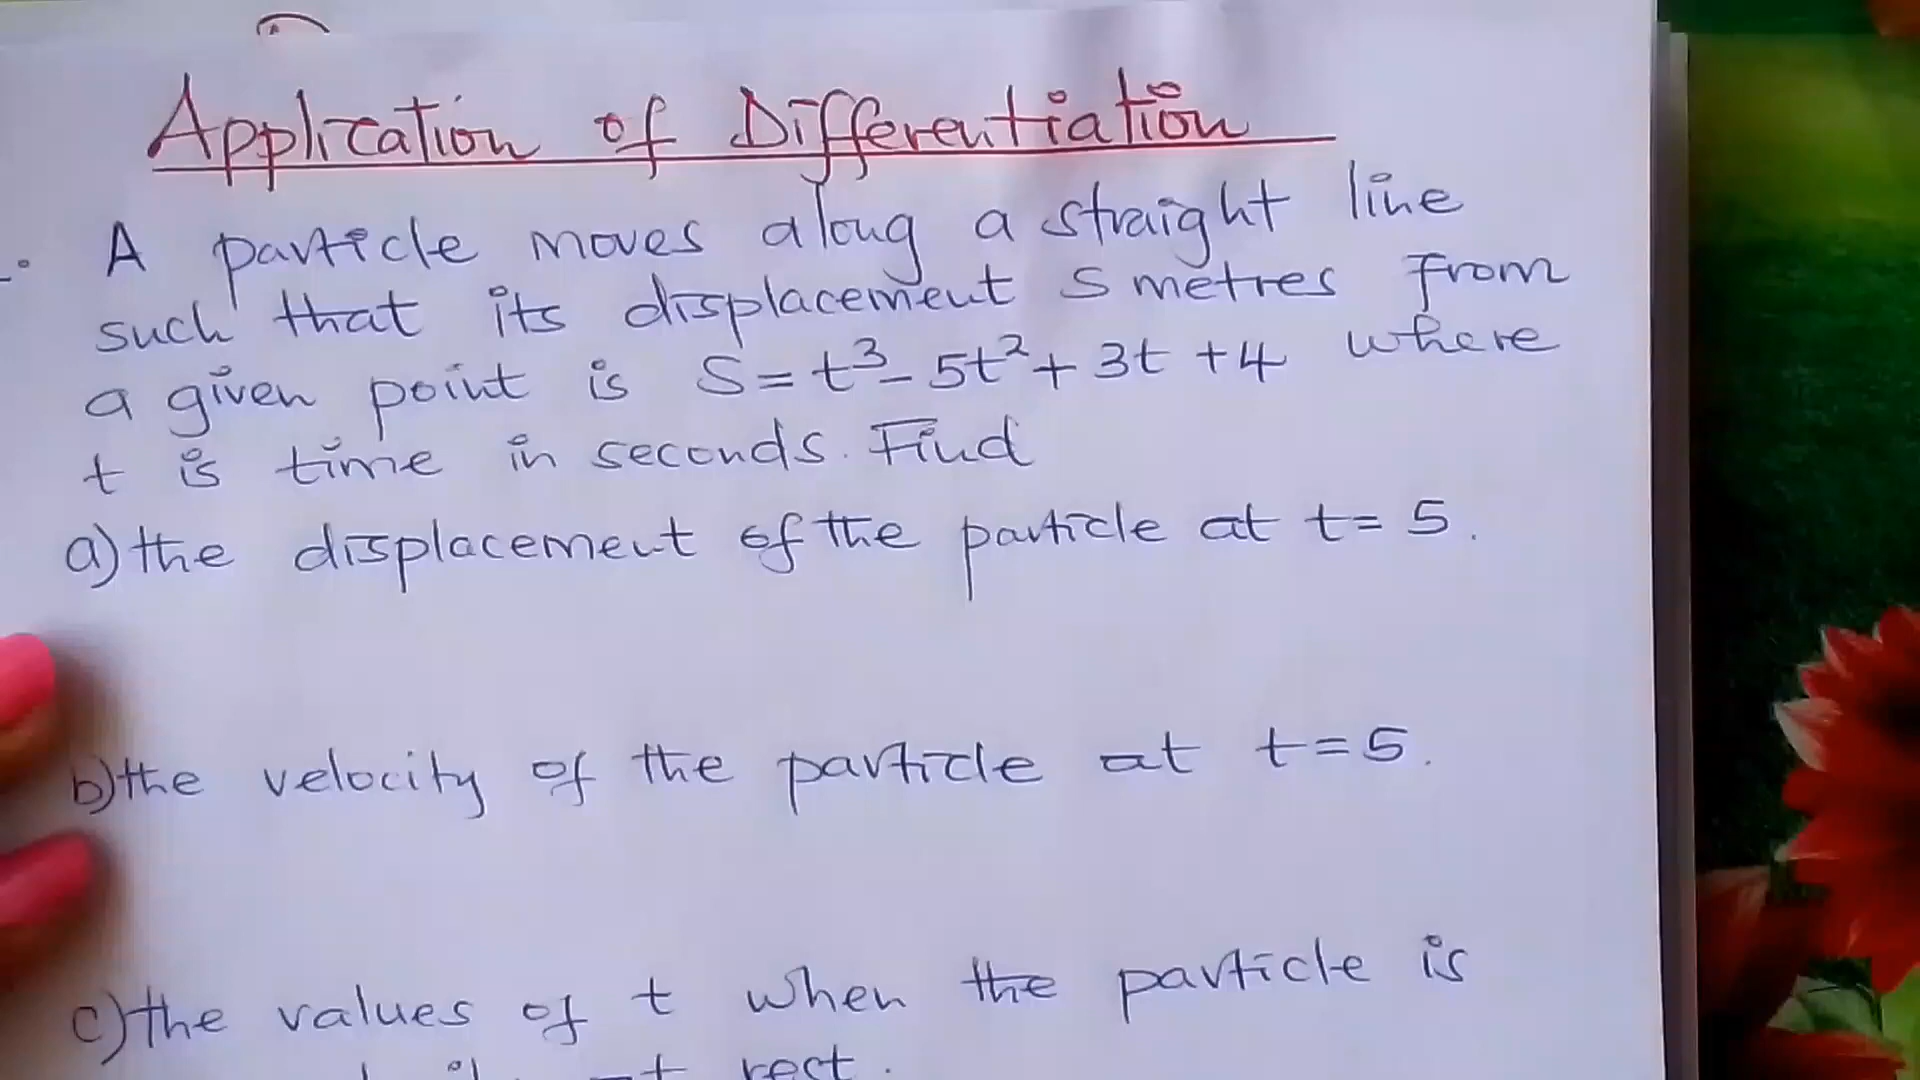 Application of Differentiation
A particle moves along a straight line
such that its displacement S metres from
a given point is S = t³ - 5t² + 3t + 4 where
t is time in seconds. Find
a) the displacement of the particle at t = 5.
b) the velocity of the particle at t = 5.
c) the values of t when the particle is
at rest.